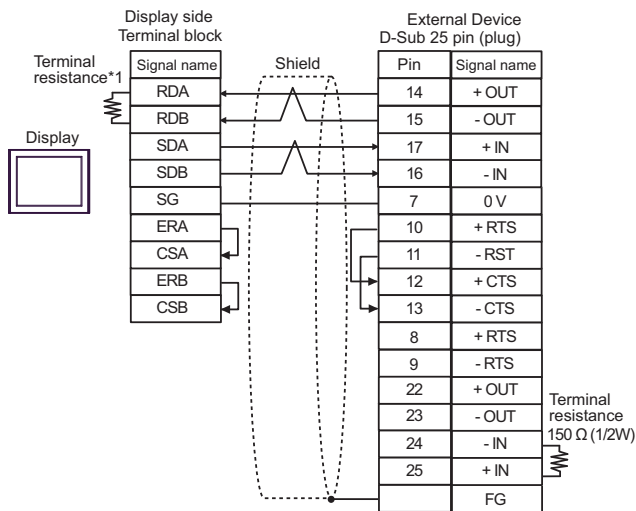 Display side
Terminal block
External Device
D-Sub 25 pin (plug)
Terminal
resistance*1
Signal name
Shield
Pin
Signal name
RDA
14
+ OUT
RDB
15
- OUT
Display
SDA
17
+ IN
SDB
16
- IN
SG
7
0 V
ERA
10
+ RTS
CSA
11
- RST
ERB
12
+ CTS
CSB
13
- CTS
8
+ RTS
9
- RTS
22
+ OUT
23
- OUT
Terminal
resistance
150 Ω (1/2W)
24
- IN
25
+ IN
FG